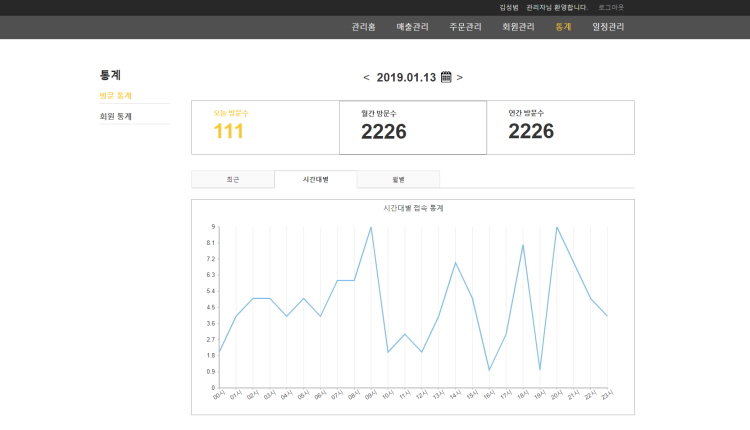 김성범 관리자님 환영합니다. 로그아웃
관리홈 매출관리 주문관리 회원관리 통계 일정관리
통계
방문 통계
회원 통계
< 2019.01.13 >
오늘 방문수
111
월간 방문수
2226
연간 방문수
2226
최근 시간대별 월별
시간대별 접속 통계
9
8.1
7.2
6.3
5.4
4.5
3.6
2.7
1.8
0.9
0
00시 01시 02시 03시 04시 05시 06시 07시 08시 09시 10시 11시 12시 13시 14시 15시 16시 17시 18시 19시 20시 21시 22시 23시